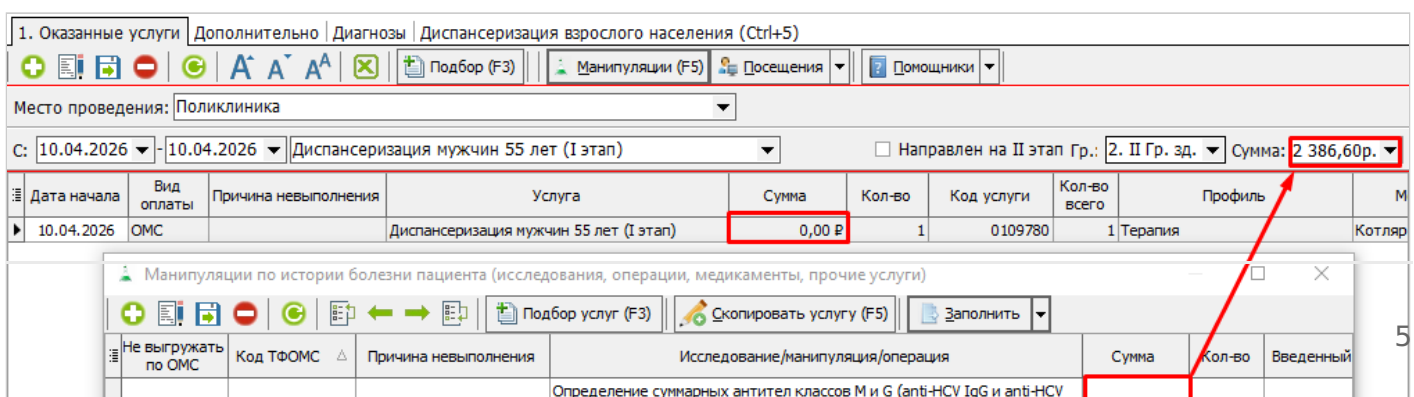 1. Оказанные услуги Дополнительно Диагнозы Диспансеризация взрослого населения (Ctrl+5)
Подбор (F3) Манипуляции (F5) Посещения Помощники
Место проведения: Поликлиника
С: 10.04.2026 - 10.04.2026 Диспансеризация мужчин 55 лет (I этап) Направлен на II этап Гр.: 2. II Гр. зд. Сумма: 2 386,60р.
Дата начала Вид оплаты Причина невыполнения Услуга Сумма Кол-во Код услуги Кол-во всего Профиль М
10.04.2026 ОМС Диспансеризация мужчин 55 лет (I этап) 0,00 ₽ 1 0109780 1 Терапия Котляр
Манипуляции по истории болезни пациента (исследования, операции, медикаменты, прочие услуги)
Подбор услуг (F3) Скопировать услугу (F5) Заполнить
Не выгружать по ОМС Код ТФОМС Причина невыполнения Исследование/манипуляция/операция Сумма Кол-во Введенный
5
Определение суммарных антител классов M и G (anti-HCV IgG и anti-HCV